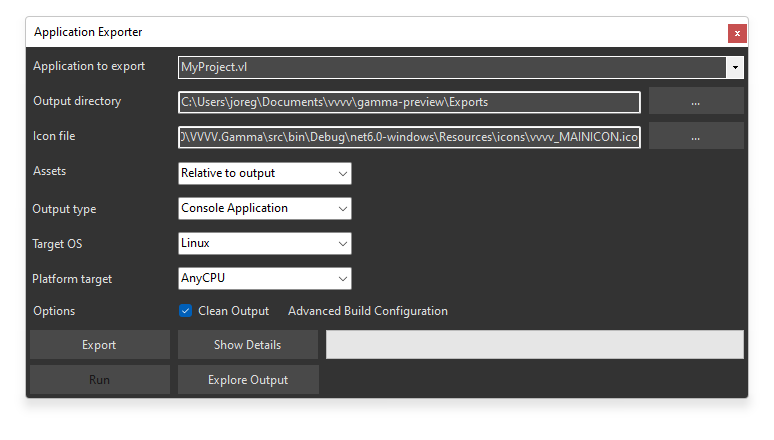 Application Exporter
x
Application to export MyProject.vl
Output directory C:\Users\joreg\Documents\vvvv\gamma-preview\Exports ...
Icon file 0\VVVV.Gamma\src\bin\Debug\net6.0-windows\Resources\icons\vvvv_MAINICON.ico ...
Assets Relative to output
Output type Console Application
Target OS Linux
Platform target AnyCPU
Options Clean Output Advanced Build Configuration
Export Show Details
Run Explore Output